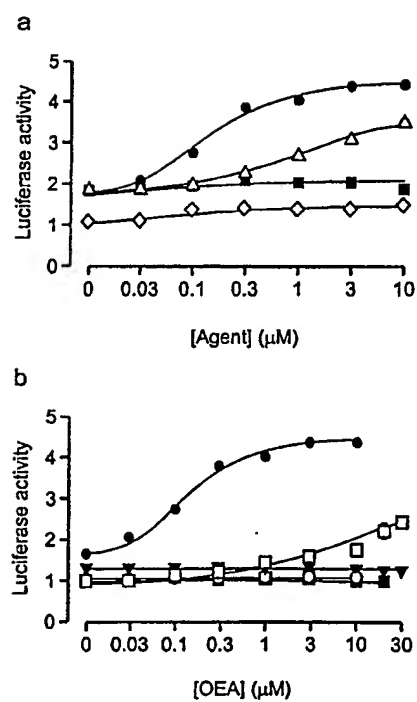 a
5
4
3
2
1
0
Luciferase activity
0 0.03 0.1 0.3 1 3 10
[Agent] (μM)
b
5
4
3
2
1
0
Luciferase activity
0 0.03 0.1 0.3 1 3 10 30
[OEA] (μM)